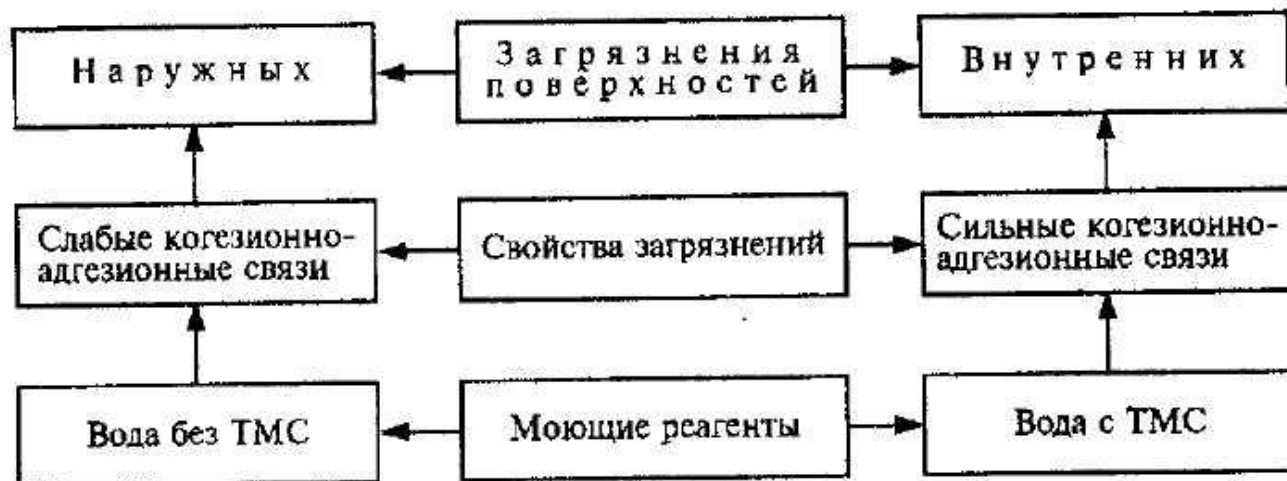 Наружных
Загрязнения
поверхностей
Внутренних
Слабые когезионно-
адгезионные связи
Свойства загрязнений
Сильные когезионно-
адгезионные связи
Вода без ТМС
Моющие реагенты
Вода с ТМС